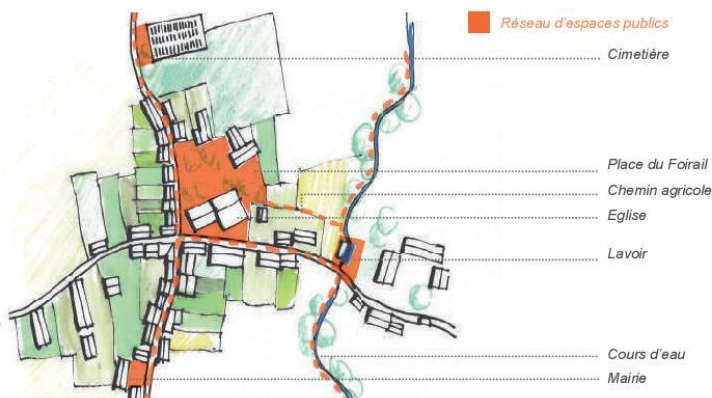 Réseau d'espaces publics
Cimetière
Place du Foirail
Chemin agricole
Eglise
Lavoir
Cours d'eau
Mairie